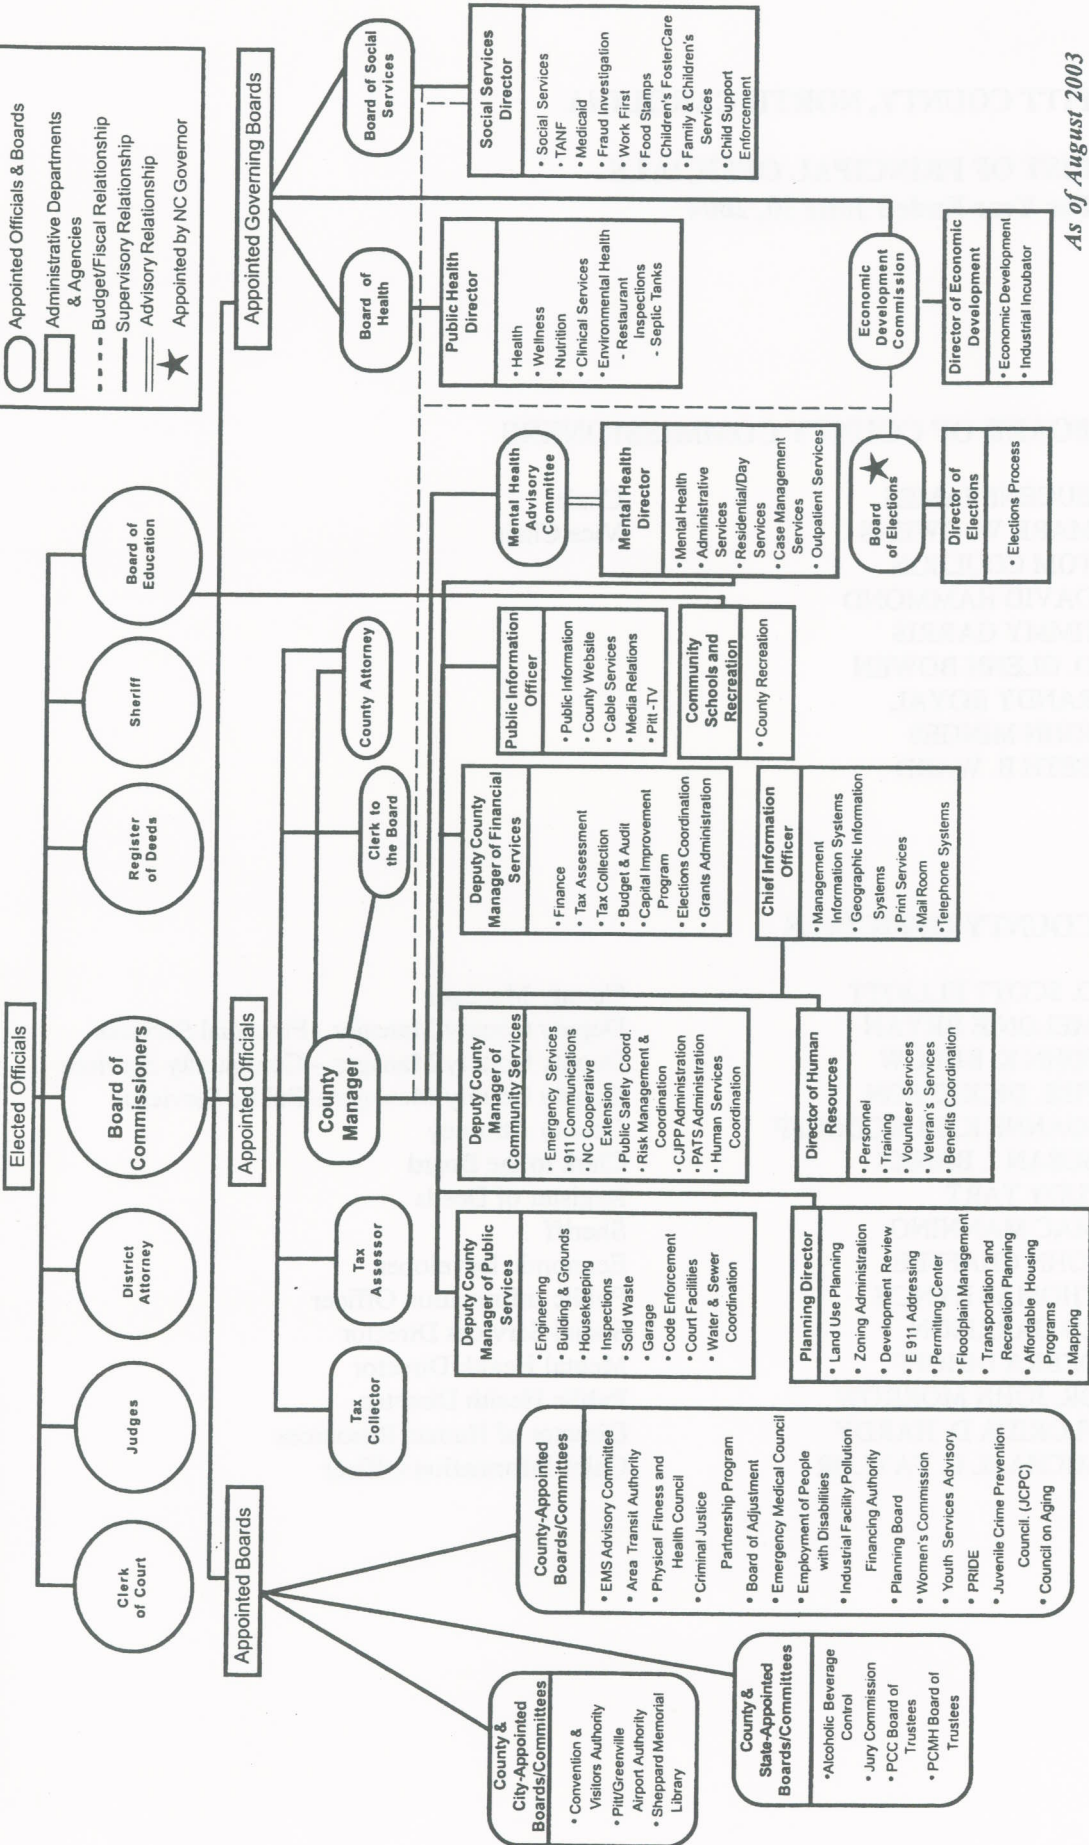 Elected Officials
Clerk
of Court
Judges
District
Attorney
Board of
Commissioners
Register
of Deeds
Sheriff
Board of
Education
Appointed Officials & Boards
Administrative Departments
& Agencies
Budget/Fiscal Relationship
Supervisory Relationship
Advisory Relationship
Appointed by NC Governor
Appointed Boards
Appointed Officials
Appointed Governing Boards
Tax
Collector
Tax
Assessor
County
Manager
Clerk to
the Board
County Attorney
Board of
Health
Board of Social
Services
County &
City-Appointed
Boards/Committees
• Convention &
Visitors Authority
• Pitt/Greenville
Airport Authority
• Sheppard Memorial
Library
County &
State-Appointed
Boards/Committees
•Alcoholic Beverage
Control
• Jury Commission
• PCC Board of
Trustees
• PCMH Board of
Trustees
County-Appointed
Boards/Committees
• EMS Advisory Committee
• Area Transit Authority
• Physical Fitness and
Health Council
• Criminal Justice
Partnership Program
• Board of Adjustment
• Emergency Medical Council
• Employment of People
with Disabilities
• Industrial Facility Pollution
Financing Authority
• Planning Board
• Women's Commission
• Youth Services Advisory
• PRIDE
• Juvenile Crime Prevention
Council. (JCPC)
• Council on Aging
Deputy County
Manager of Public
Services
• Engineering
• Building & Grounds
• Housekeeping
• Inspections
• Solid Waste
• Garage
• Code Enforcement
• Court Facilities
• Water & Sewer
Coordination
Planning Director
• Land Use Planning
• Zoning Administration
• Development Review
• E 911 Addressing
• Permitting Center
• Floodplain Management
• Transportation and
Recreation Planning
• Affordable Housing
Programs
• Mapping
Deputy County
Manager of
Community Services
• Emergency Services
• 911 Communications
• NC Cooperative
Extension
• Public Safety Coord
• Risk Management &
Coordination
• CJPP Administration
• PATS Administration
• Human Services
Coordination
Director of Human
Resources
• Personnel
• Training
• Volunteer Services
• Veteran's Services
• Benefits Coordination
Deputy County
Manager of Financial
Services
• Finance
• Tax Assessment
• Tax Collection
• Budget & Audit
• Capital Improvement
Program
• Elections Coordination
• Grants Administration
Chief Information
Officer
• Management
Information Systems
• Geographic Information
Systems
• Print Services
• Mail Room
• Telephone Systems
Public Information
Officer
• Public Information
• County Website
• Cable Services
• Media Relations
• Pitt -TV
Community
Schools and
Recreation
• County Recreation
Mental Health
Advisory
Committee
Mental Health
Director
• Mental Health
• Administrative
Services
• Residential/Day
Services
• Case Management
Services
• Outpatient Services
Board
of Elections
Director of
Elections
• Elections Process
Public Health
Director
• Health
• Wellness
• Nutrition
• Clinical Services
• Environmental Health
- Restaurant
Inspections
- Septic Tanks
Economic
Development
Commission
Director of Economic
Development
• Economic Development
• Industrial Incubator
Social Services
Director
• Social Services
- TANF
• Medicaid
• Fraud Investigation
• Work First
• Food Stamps
• Children's FosterCare
• Family & Children's
Services
• Child Support
Enforcement
As of August 2003